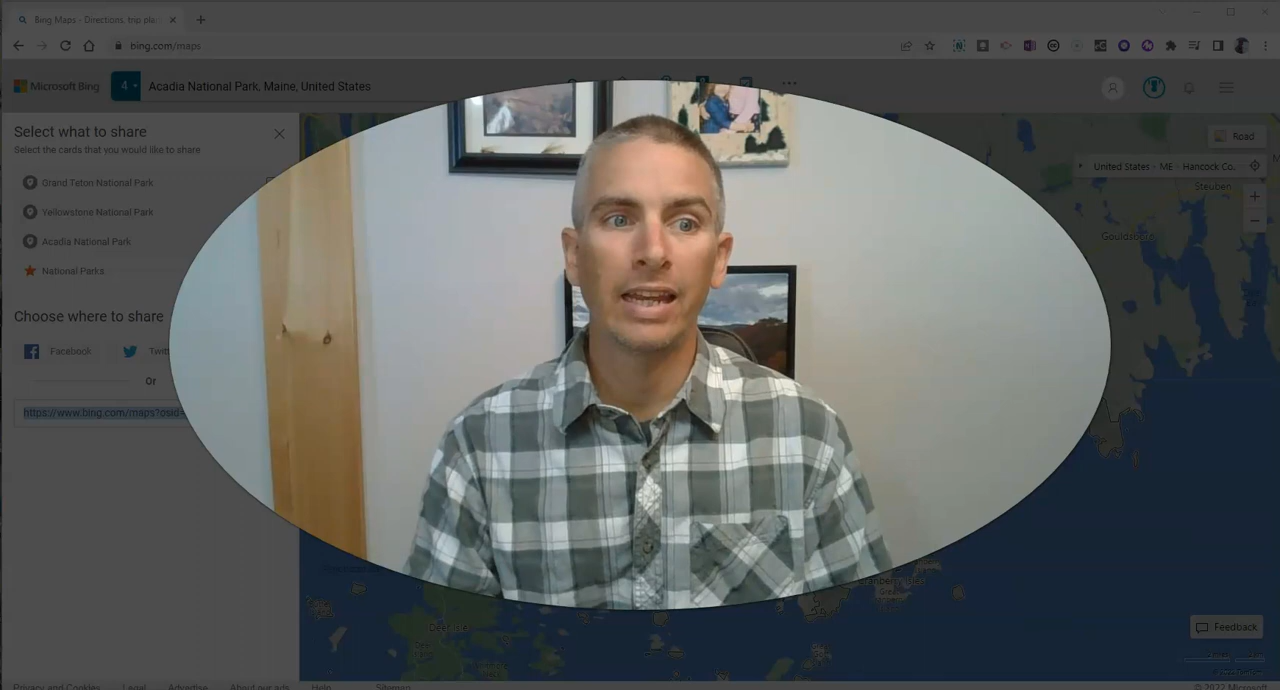 Bing Maps - Directions, trip pla
bing.com/maps
Microsoft Bing
4
Acadia National Park, Maine, United States
Select what to share
Select the cards that you would like to share
Grand Teton National Park
Yellowstone National Park
Acadia National Park
National Parks
Choose where to share
Facebook
Twitt
Or
https://www.bing.com/maps?osid=
Road
United States - ME - Hancock Co.
Steuben
Gouldsboro
Cranberry Isles
Deer Isle
Feedback
Privacy and Cookies Legal Advertise About our ads Help Sitemap
© 2022 Microsoft